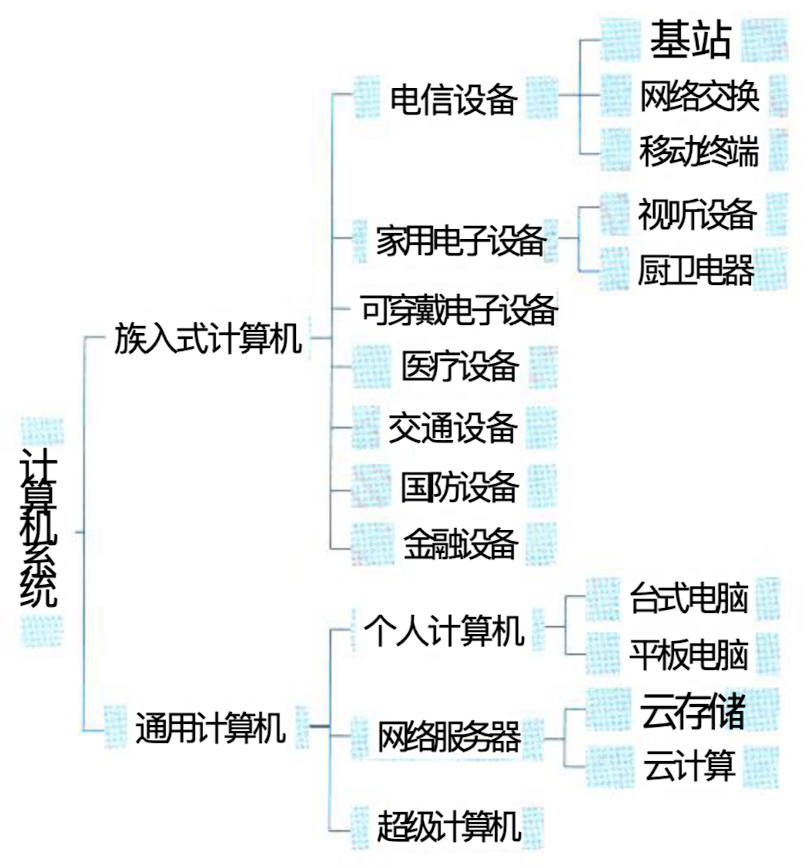 计算机系统
族入式计算机
电信设备
基站
网络交换
移动终端
家用电子设备
视听设备
厨卫电器
可穿戴电子设备
医疗设备
交通设备
国防设备
金融设备
通用计算机
个人计算机
台式电脑
平板电脑
网络服务器
云存储
云计算
超级计算机